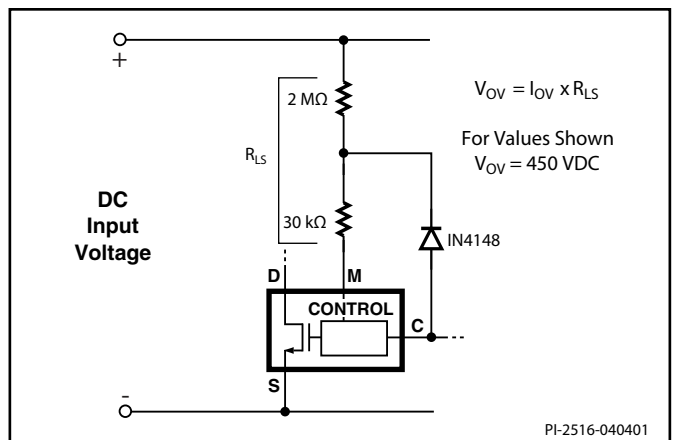 +
2 MΩ
V_OV = I_OV x R_LS
For Values Shown
V_OV = 450 VDC
R_LS
DC
Input
Voltage
30 kΩ
IN4148
D
M
CONTROL
C
S
-
PI-2516-040401